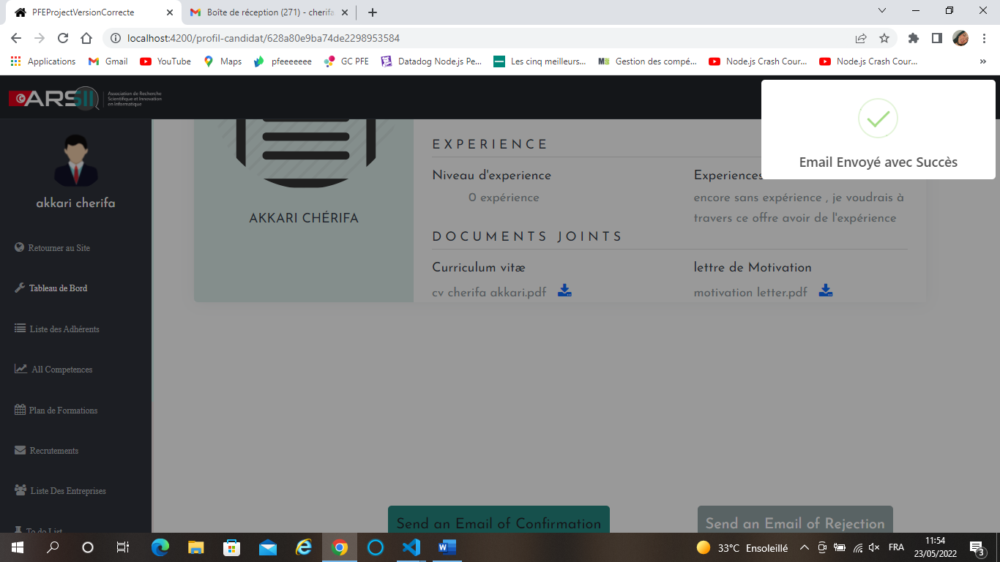 PFEProjectVersionCorrecte
Boîte de réception (271) - cherifa
localhost:4200/profil-candidat/628a80e9ba74de2298953584
Applications
Gmail
YouTube
Maps
pfeeeeeee
GC PFE
Datadog Node.js Pe...
Les cinq meilleurs...
Gestion des compé...
Node.js Crash Cour...
Node.js Crash Cour...
ARSII
Association de Recherche
Scientifique et Innovation
en Informatique
Email Envoyé avec Succès
akkari cherifa
Retourner au Site
Tableau de Bord
Liste des Adhérents
All Competences
Plan de Formations
Recrutements
Liste Des Entreprises
To do List
AKKARI CHÉRIFA
EXPERIENCE
Niveau d'experience
Experiences
0 expérience
encore sans expérience , je voudrais à
travers ce offre avoir de l'expérience
DOCUMENTS JOINTS
Curriculum vitæ
lettre de Motivation
cv cherifa akkari.pdf
motivation letter.pdf
Send an Email of Confirmation
Send an Email of Rejection
33°C Ensoleillé
FRA
11:54
23/05/2022
3